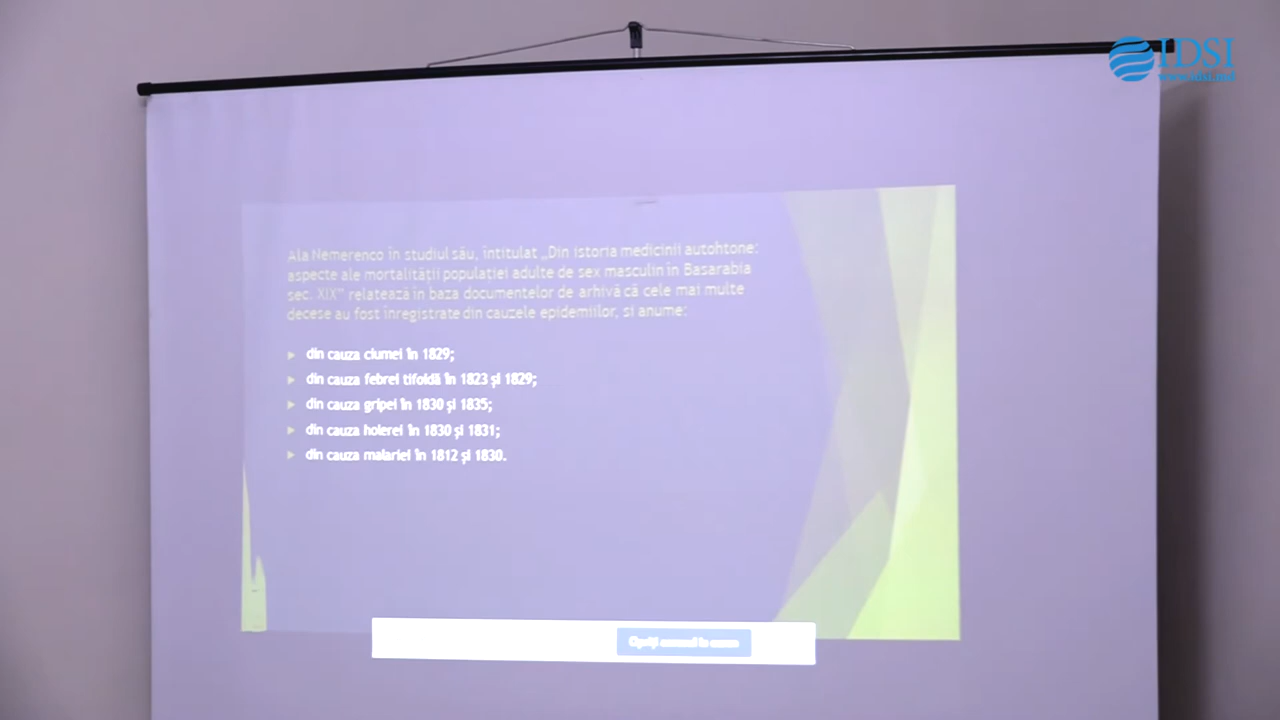 IDSI
www.idsi.md
Ala Nemerenco în studiul său, întitulat „Din istoria medicinii autohtone:
aspecte ale mortalității populației adulte de sex masculin în Basarabia
sec. XIX” relatează în baza documentelor de arhivă că cele mai multe
decese au fost înregistrate din cauzele epidemiilor, si anume:
din cauza ciumei în 1829;
din cauza febrei tifoidă în 1823 și 1829;
din cauza gripei în 1830 și 1835;
din cauza holerei în 1830 și 1831;
din cauza malariei în 1812 și 1830.